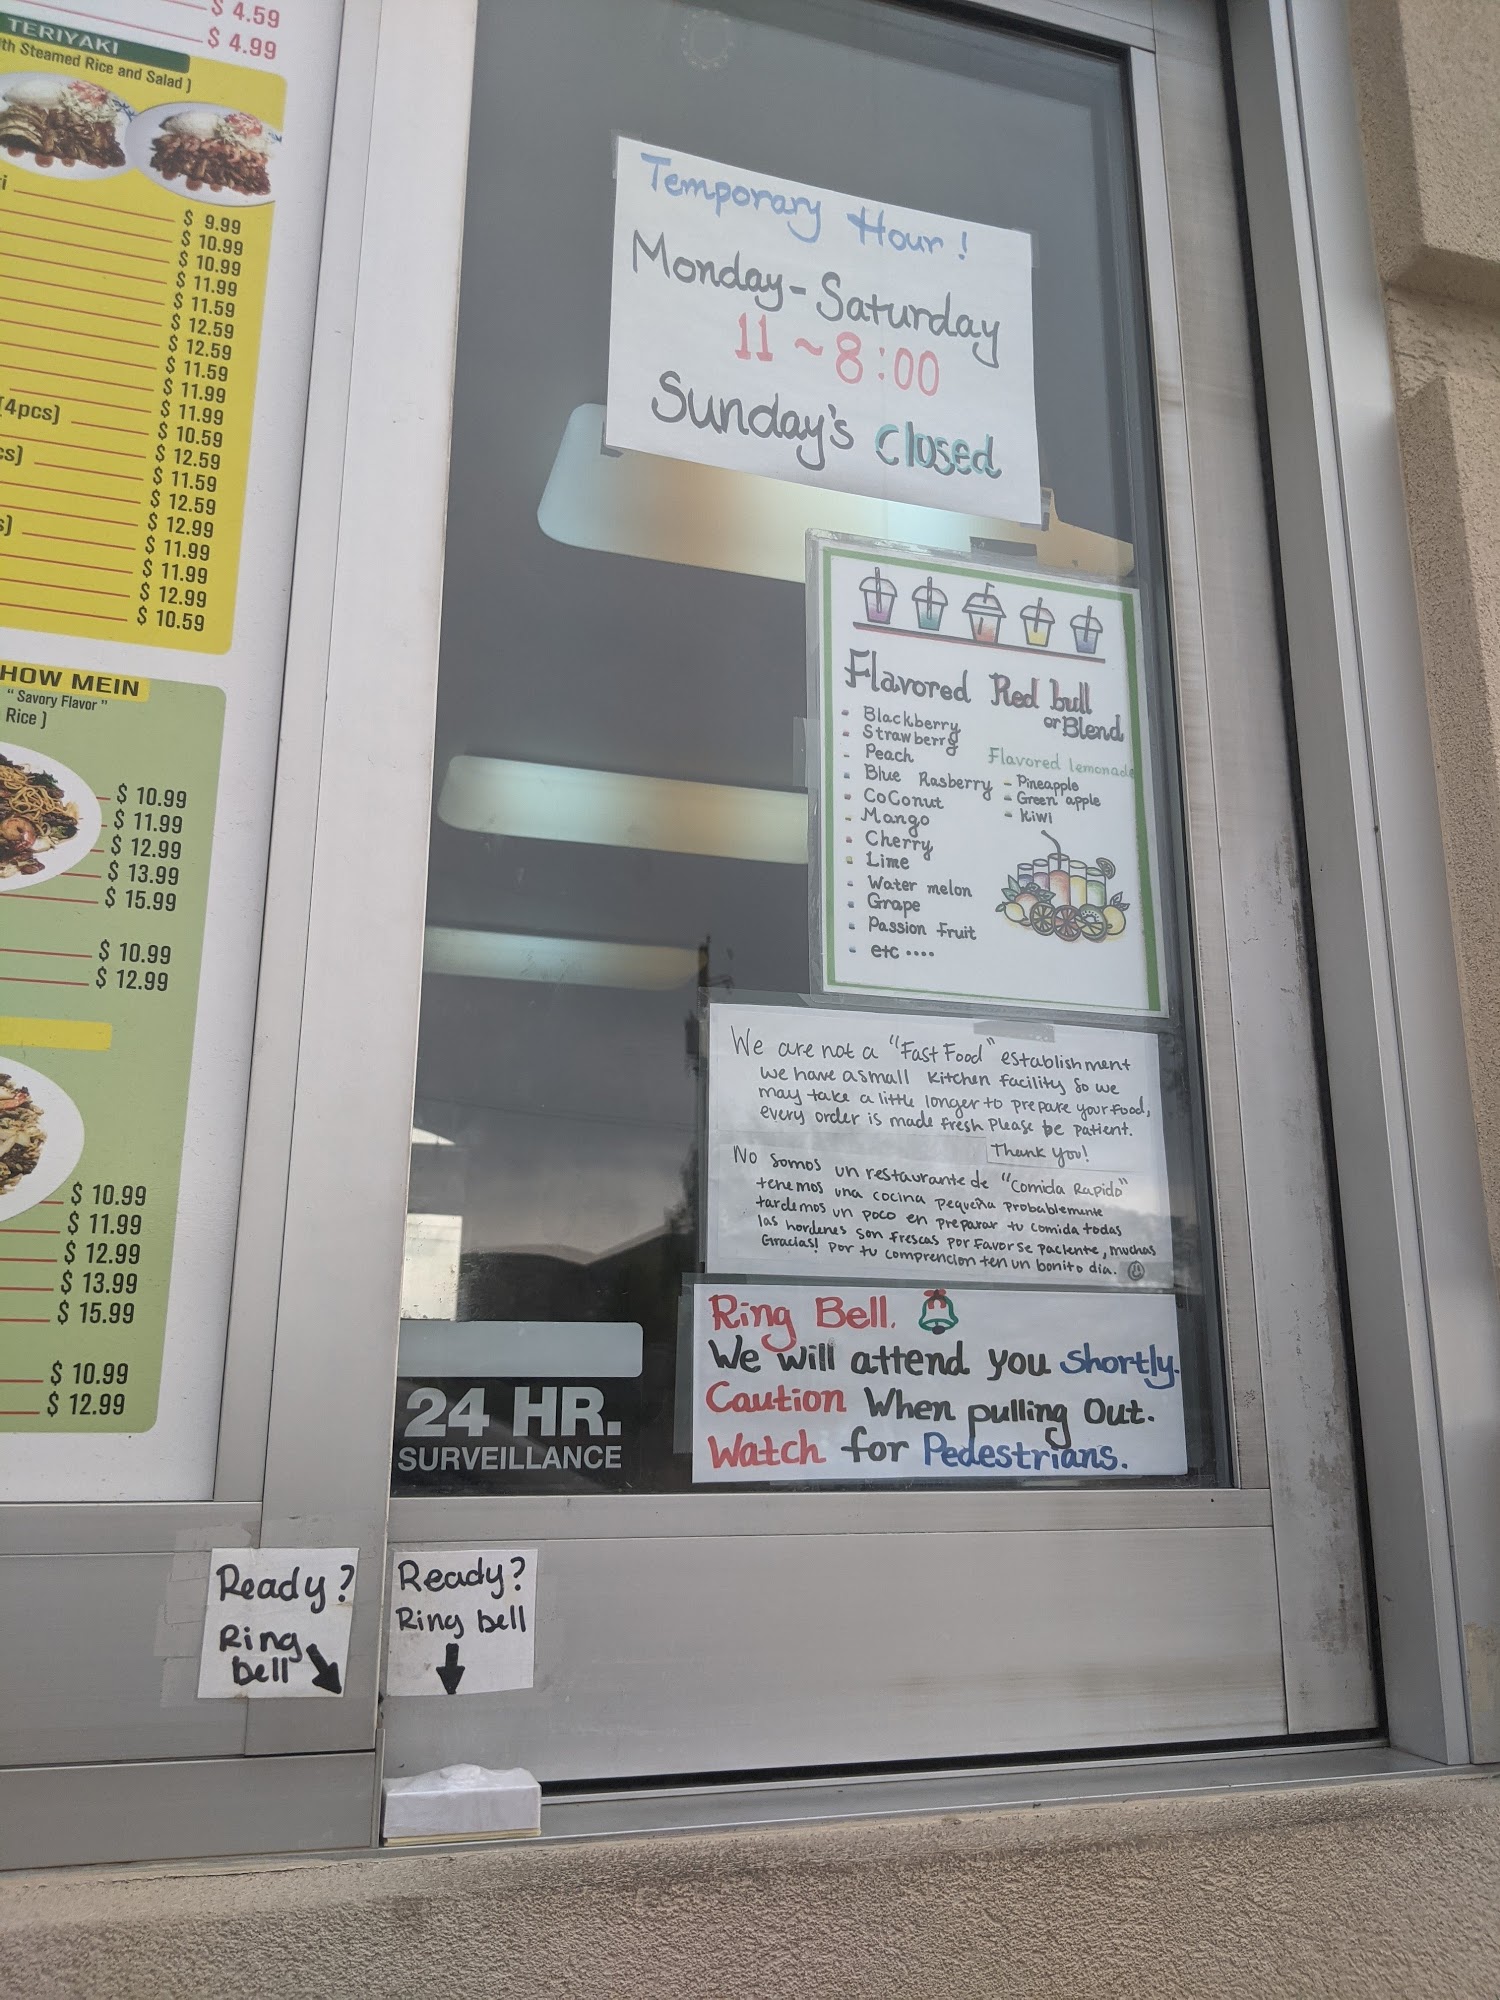 $ 4.59
$ 4.99
TERIYAKI
th Steamed Rice and Salad ]
$ 9.99
$ 10.99
$ 10.99
$ 11.99
$ 11.59
$ 12.59
$ 12.59
$ 11.59
$ 11.99
$ 11.99
[4pcs]
$ 10.59
$ 12.59
cs]
$ 11.59
$ 12.59
s]
$ 12.99
$ 11.99
$ 11.99
$ 12.99
$ 10.59
HOW MEIN
" Savory Flavor "
Rice ]
$ 10.99
$ 11.99
$ 12.99
$ 13.99
$ 15.99
$ 10.99
$ 12.99
$ 10.99
$ 11.99
$ 12.99
$ 13.99
$ 15.99
$ 10.99
$ 12.99
Temporary Hour !
Monday-Saturday
11 ~ 8:00
Sunday's closed
Flavored Red bull
or Blend
- Blackberry
- Strawberry
- Peach
- Blue Rasberry
- CoConut
- Mango
- Cherry
- Lime
- Water melon
- Grape
- Passion Fruit
- etc ....
Flavored lemonade
- Pineapple
- Green apple
- Kiwi
We are not a "Fast Food" establishment
we have a small kitchen facility so we
may take a little longer to prepare your food,
every order is made fresh please be patient.
Thank you!
No somos un restaurante de "Comida Rapido"
tenemos una cocina pequeña probablemente
tardemos un poco en preparar tu comida todas
las hordenes son frescas por favor se paciente, muchas
Gracias! Por tu comprencion ten un bonito dia.
Ring Bell.
We will attend you shortly.
Caution When pulling Out.
Watch for Pedestrians.
24 HR.
SURVEILLANCE
Ready?
Ring
bell
Ready?
Ring bell